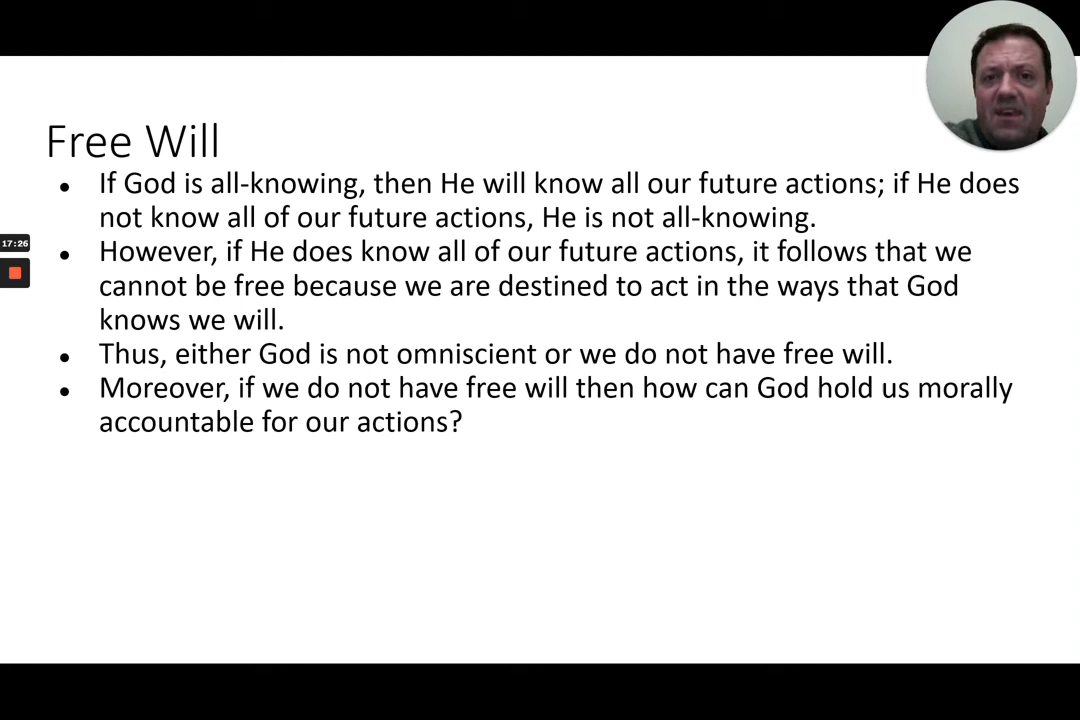 Free Will
• If God is all-knowing, then He will know all our future actions; if He does
not know all of our future actions, He is not all-knowing.
17:26
• However, if He does know all of our future actions, it follows that we
cannot be free because we are destined to act in the ways that God
knows we will.
• Thus, either God is not omniscient or we do not have free will.
• Moreover, if we do not have free will then how can God hold us morally
accountable for our actions?